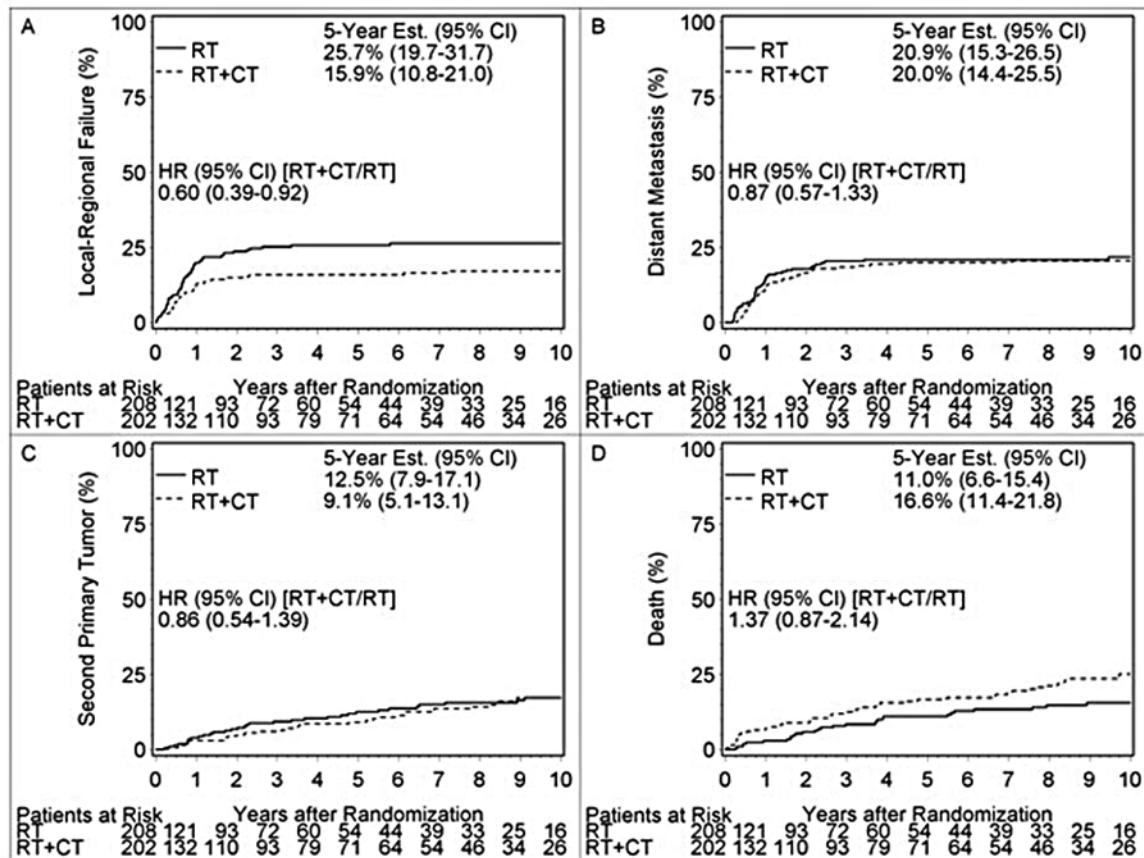 A
100
75
50
25
0
Local-Regional Failure (%)
5-Year Est. (95% CI)
RT 25.7% (19.7-31.7)
RT+CT 15.9% (10.8-21.0)
HR (95% CI) [RT+CT/RT]
0.60 (0.39-0.92)
0 1 2 3 4 5 6 7 8 9 10
Patients at Risk Years after Randomization
RT 208 121 93 72 60 54 44 39 33 25 16
RT+CT 202 132 110 93 79 71 64 54 46 34 26
B
100
75
50
25
0
Distant Metastasis (%)
5-Year Est. (95% CI)
RT 20.9% (15.3-26.5)
RT+CT 20.0% (14.4-25.5)
HR (95% CI) [RT+CT/RT]
0.87 (0.57-1.33)
0 1 2 3 4 5 6 7 8 9 10
Patients at Risk Years after Randomization
RT 208 121 93 72 60 54 44 39 33 25 16
RT+CT 202 132 110 93 79 71 64 54 46 34 26
C
100
75
50
25
0
Second Primary Tumor (%)
5-Year Est. (95% CI)
RT 12.5% (7.9-17.1)
RT+CT 9.1% (5.1-13.1)
HR (95% CI) [RT+CT/RT]
0.86 (0.54-1.39)
0 1 2 3 4 5 6 7 8 9 10
Patients at Risk Years after Randomization
RT 208 121 93 72 60 54 44 39 33 25 16
RT+CT 202 132 110 93 79 71 64 54 46 34 26
D
100
75
50
25
0
Death (%)
5-Year Est. (95% CI)
RT 11.0% (6.6-15.4)
RT+CT 16.6% (11.4-21.8)
HR (95% CI) [RT+CT/RT]
1.37 (0.87-2.14)
0 1 2 3 4 5 6 7 8 9 10
Patients at Risk Years after Randomization
RT 208 121 93 72 60 54 44 39 33 25 16
RT+CT 202 132 110 93 79 71 64 54 46 34 26